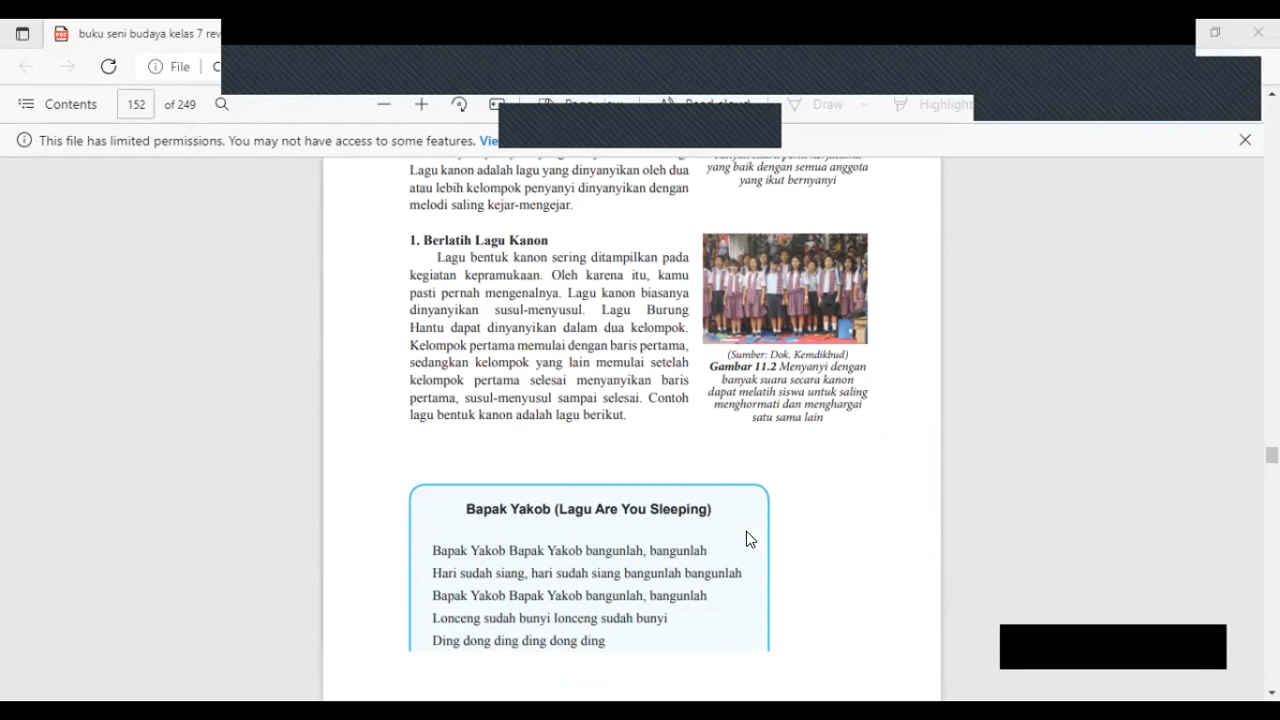 buku seni budaya kelas 7 rev
File
Contents 152 of 249
Draw Highlight
This file has limited permissions. You may not have access to some features.
Lagu kanon adalah lagu yang dinyanyikan oleh dua
atau lebih kelompok penyanyi dinyanyikan dengan
melodi saling kejar-mengejar.
yang baik dengan semua anggota
yang ikut bernyanyi
1. Berlatih Lagu Kanon
Lagu bentuk kanon sering ditampilkan pada
kegiatan kepramukaan. Oleh karena itu, kamu
pasti pernah mengenalnya. Lagu kanon biasanya
dinyanyikan susul-menyusul. Lagu Burung
Hantu dapat dinyanyikan dalam dua kelompok.
Kelompok pertama memulai dengan baris pertama,
sedangkan kelompok yang lain memulai setelah
kelompok pertama selesai menyanyikan baris
pertama, susul-menyusul sampai selesai. Contoh
lagu bentuk kanon adalah lagu berikut.
(Sumber: Dok. Kemdikbud)
Gambar 11.2 Menyanyi dengan
banyak suara secara kanon
dapat melatih siswa untuk saling
menghormati dan menghargai
satu sama lain
Bapak Yakob (Lagu Are You Sleeping)
Bapak Yakob Bapak Yakob bangunlah, bangunlah
Hari sudah siang, hari sudah siang bangunlah bangunlah
Bapak Yakob Bapak Yakob bangunlah, bangunlah
Lonceng sudah bunyi lonceng sudah bunyi
Ding dong ding ding dong ding